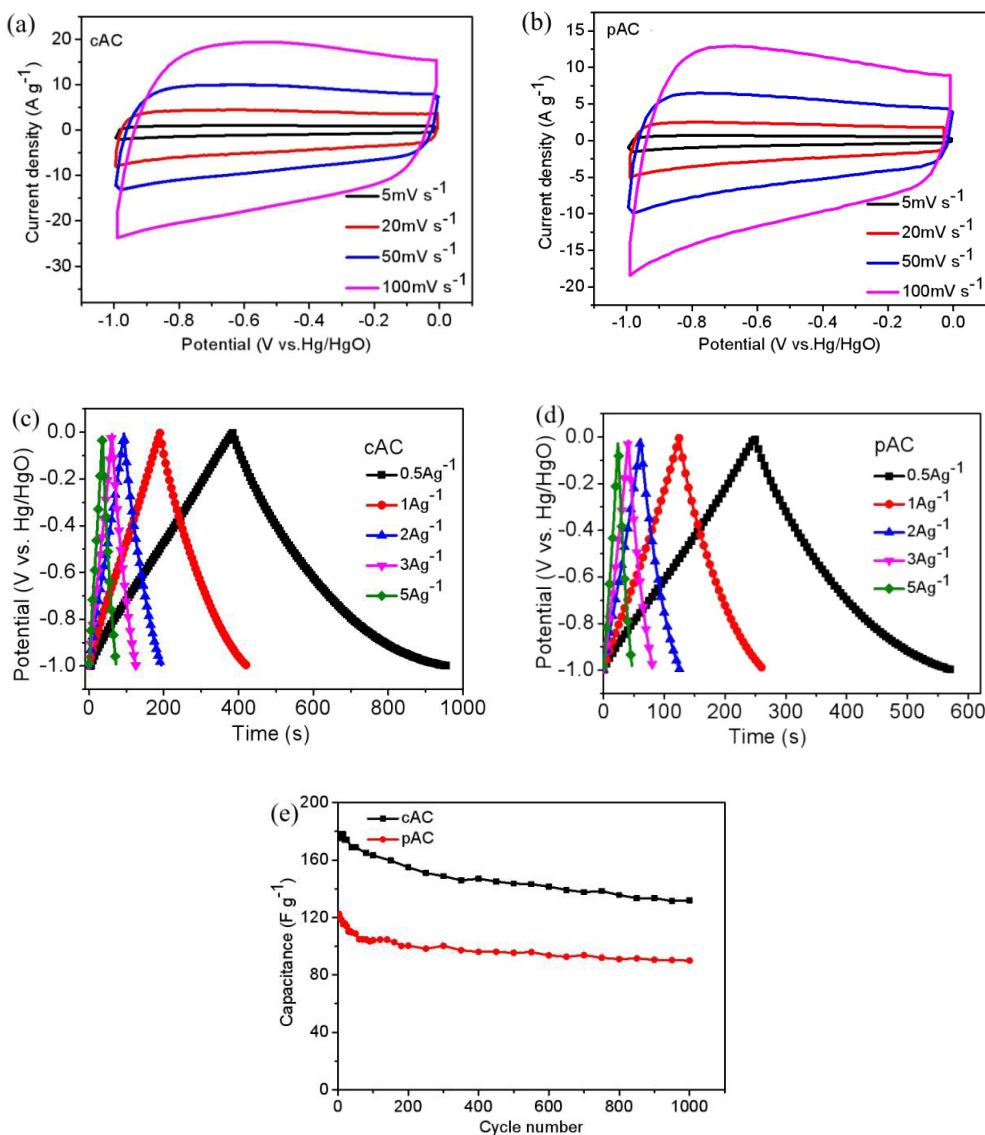 (a)
cAC
20
10
0
-10
-20
-30
Current density (A g⁻¹)
5mV s⁻¹
20mV s⁻¹
50mV s⁻¹
100mV s⁻¹
-1.0 -0.8 -0.6 -0.4 -0.2 0.0
Potential (V vs.Hg/HgO)
(b)
pAC
15
10
5
0
-5
-10
-15
-20
Current density (A g⁻¹)
5mV s⁻¹
20mV s⁻¹
50mV s⁻¹
100mV s⁻¹
-1.0 -0.8 -0.6 -0.4 -0.2 0.0
Potential (V vs.Hg/HgO)
(c)
cAC
0.0
-0.2
-0.4
-0.6
-0.8
-1.0
Potential (V vs. Hg/HgO)
0.5Ag⁻¹
1Ag⁻¹
2Ag⁻¹
3Ag⁻¹
5Ag⁻¹
0 200 400 600 800 1000
Time (s)
(d)
pAC
0.0
-0.2
-0.4
-0.6
-0.8
-1.0
Potential (V vs. Hg/HgO)
0.5Ag⁻¹
1Ag⁻¹
2Ag⁻¹
3Ag⁻¹
5Ag⁻¹
0 100 200 300 400 500 600
Time (s)
(e)
cAC
pAC
200
160
120
80
40
0
Capacitance (F g⁻¹)
0 200 400 600 800 1000
Cycle number